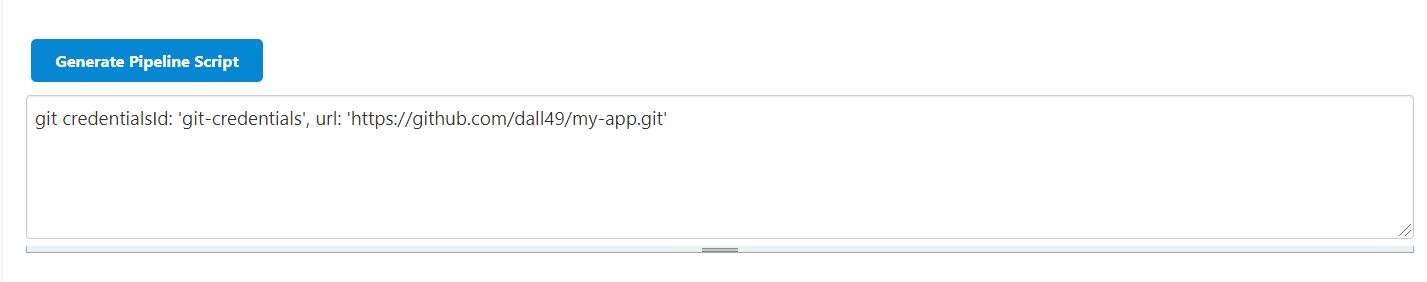 Generate Pipeline Script
git credentialsId: 'git-credentials', url: 'https://github.com/dall49/my-app.git'